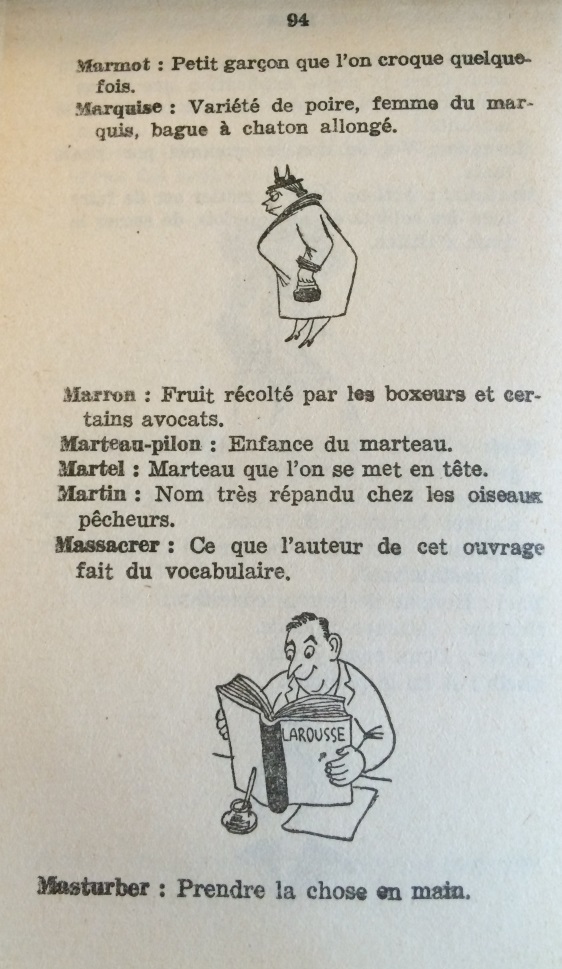 94
Marmot : Petit garçon que l'on croque quelque-
fois.
Marquise : Variété de poire, femme du mar-
quis, bague à chaton allongé.
Marron : Fruit récolté par les boxeurs et cer-
tains avocats.
Marteau-pilon : Enfance du marteau.
Martel : Marteau que l'on se met en tête.
Martin : Nom très répandu chez les oiseaux
pêcheurs.
Massacrer : Ce que l'auteur de cet ouvrage
fait du vocabulaire.
LAROUSSE
Masturber : Prendre la chose en main.